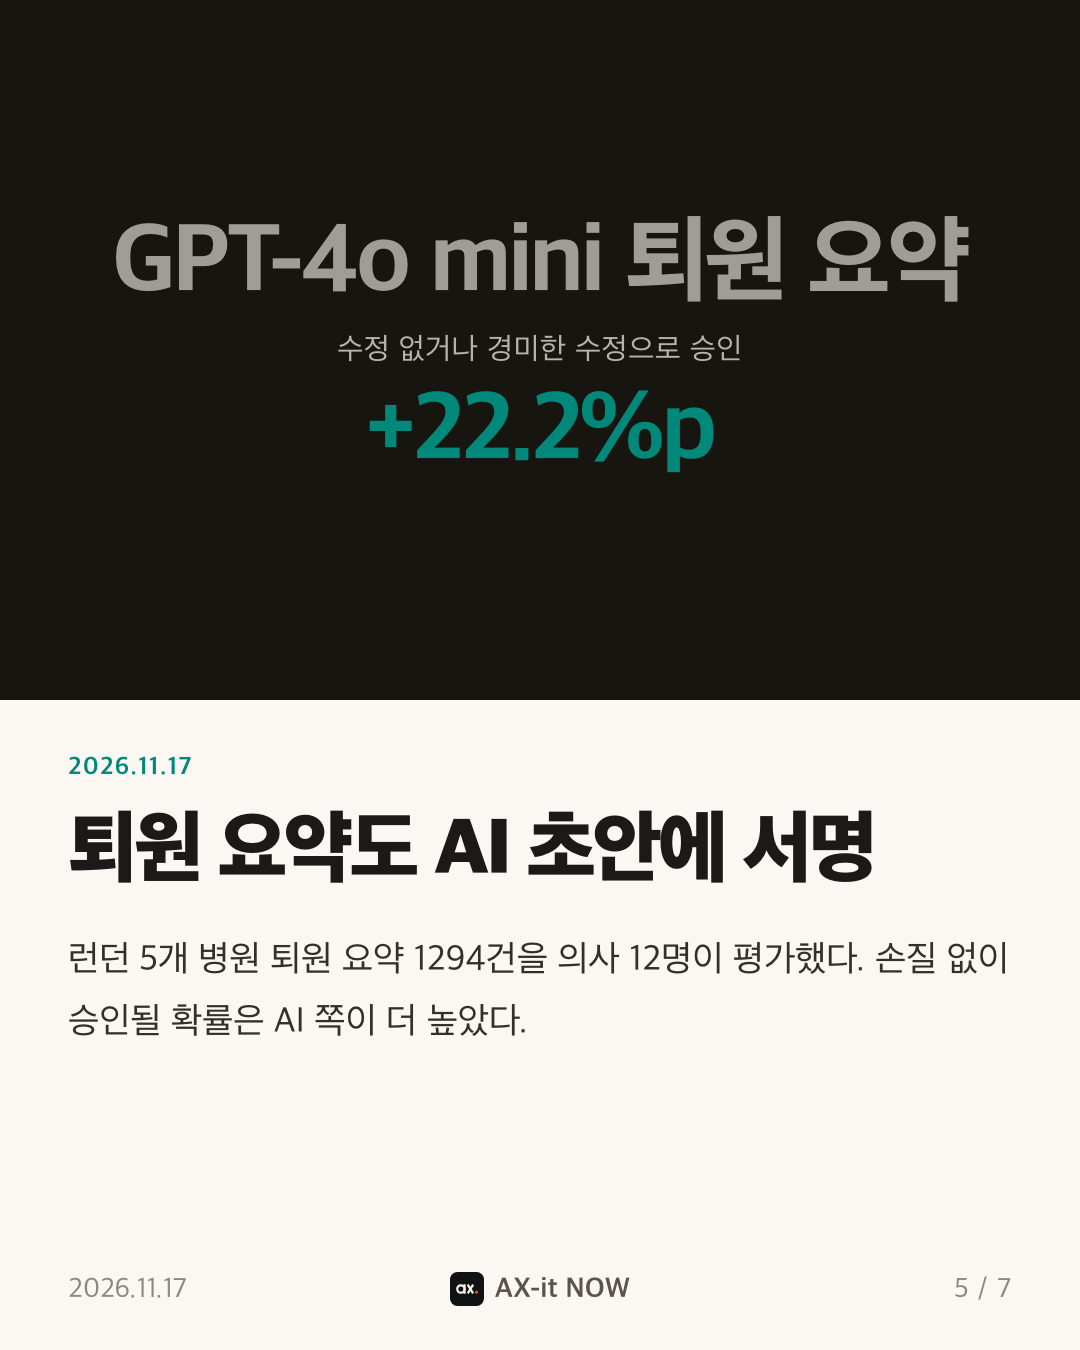 GPT-4o mini 퇴원 요약
수정 없거나 경미한 수정으로 승인
+22.2%p
2026.11.17
퇴원 요약도 AI 초안에 서명
런던 5개 병원 퇴원 요약 1294건을 의사 12명이 평가했다. 손질 없이
승인될 확률은 AI 쪽이 더 높았다.
2026.11.17
ax. AX-it NOW
5 / 7